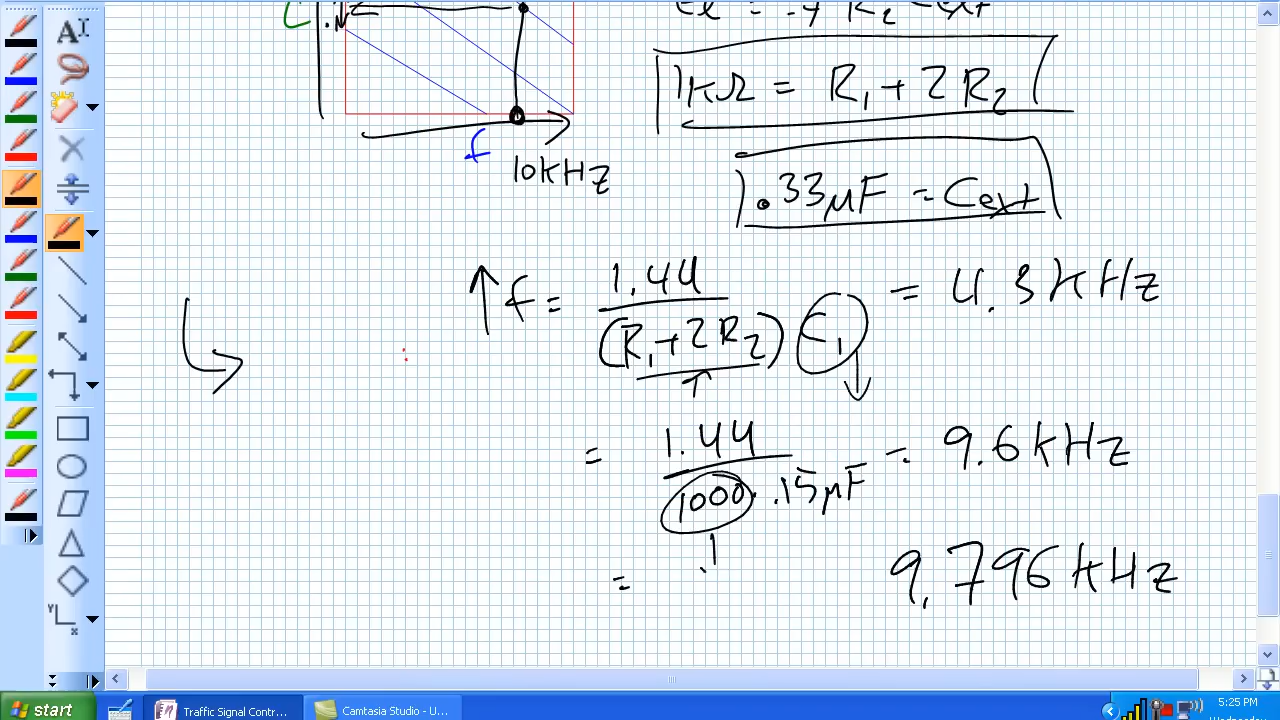 1KΩ = R1 + 2R2
f
10KHZ
.33μF = Cext
f = 1.44 / (R1 + 2R2) C1 = 4.3KHZ
= 1.44 / 1000 · .15μF = 9.6KHZ
=
9.796KHZ
start
Traffic Signal Contr...
Camtasia Studio - U...
5:25 PM